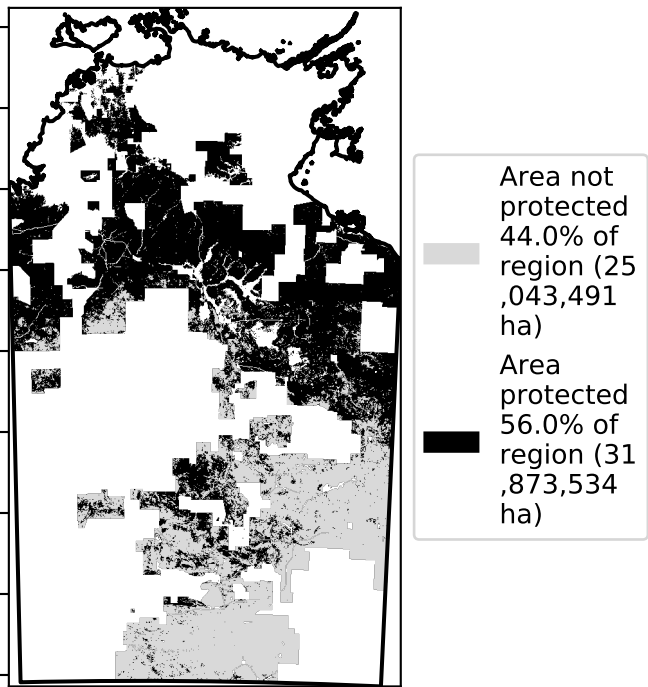 Area not
protected
44.0% of
region (25
,043,491
ha)
Area
protected
56.0% of
region (31
,873,534
ha)